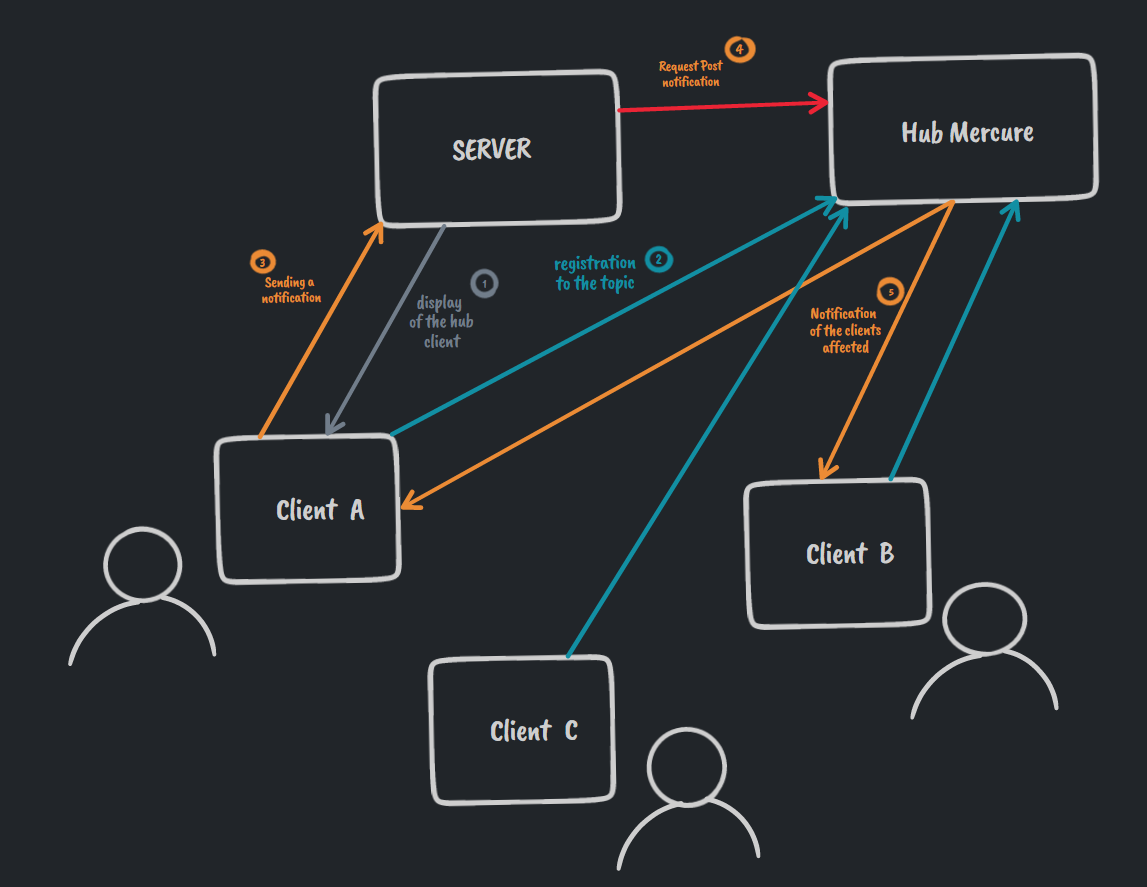 4
Request Post
notification
Hub Mercure
SERVER
3
Sending a
notification
1
display
of the hub
client
registration
to the topic
2
5
Notification
of the clients
affected
Client A
Client B
Client C